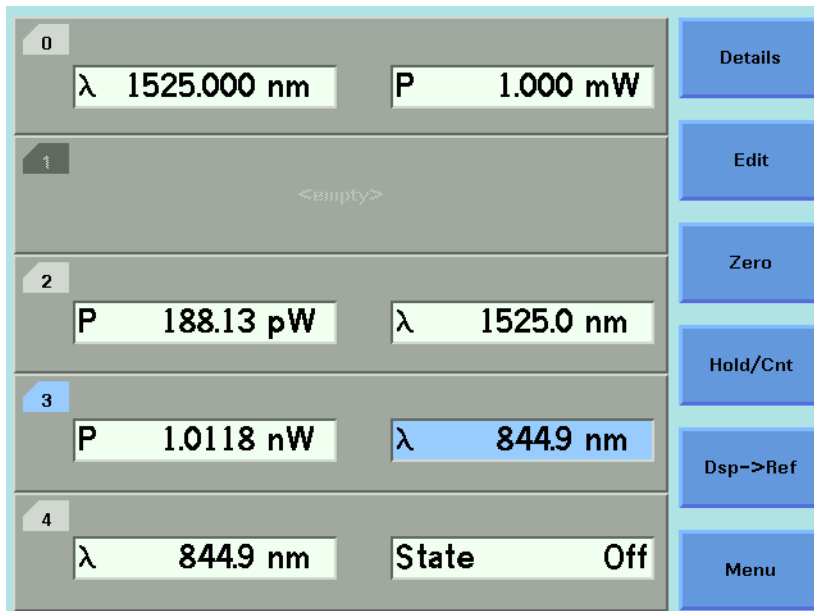 0
λ 1525.000 nm P 1.000 mW
Details
1
<empty>
Edit
2
P 188.13 pW λ 1525.0 nm
Zero
3
P 1.0118 nW λ 844.9 nm
Hold/Cnt
Dsp->Ref
4
λ 844.9 nm State Off
Menu